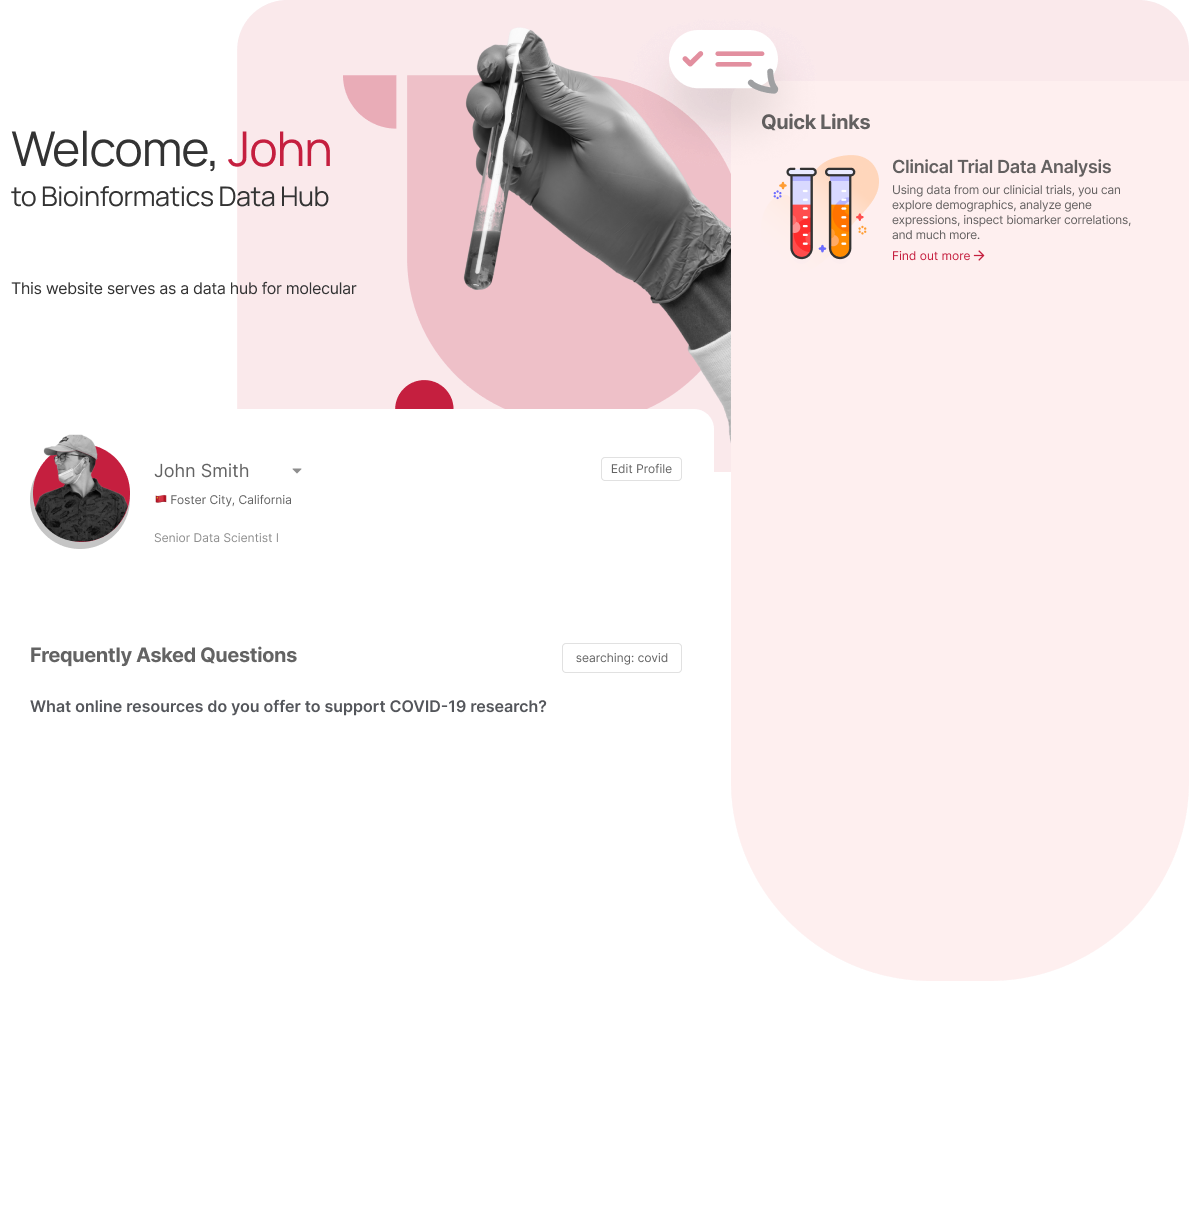 Welcome, John
to Bioinformatics Data Hub
This website serves as a data hub for molecular
Quick Links
Clinical Trial Data Analysis
Using data from our clinicial trials, you can
explore demographics, analyze gene
expressions, inspect biomarker correlations,
and much more.
Find out more
John Smith
Edit Profile
Foster City, California
Senior Data Scientist I
Frequently Asked Questions
searching: covid
What online resources do you offer to support COVID-19 research?